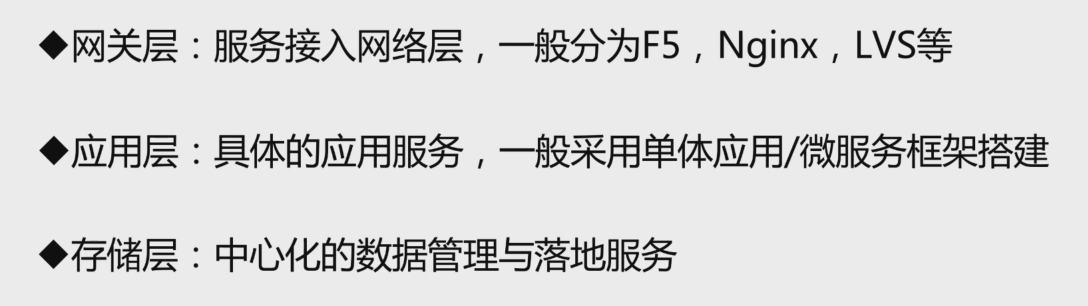 ◆网关层：服务接入网络层，一般分为F5，Nginx，LVS等
◆应用层：具体的应用服务，一般采用单体应用/微服务框架搭建
◆存储层：中心化的数据管理与落地服务